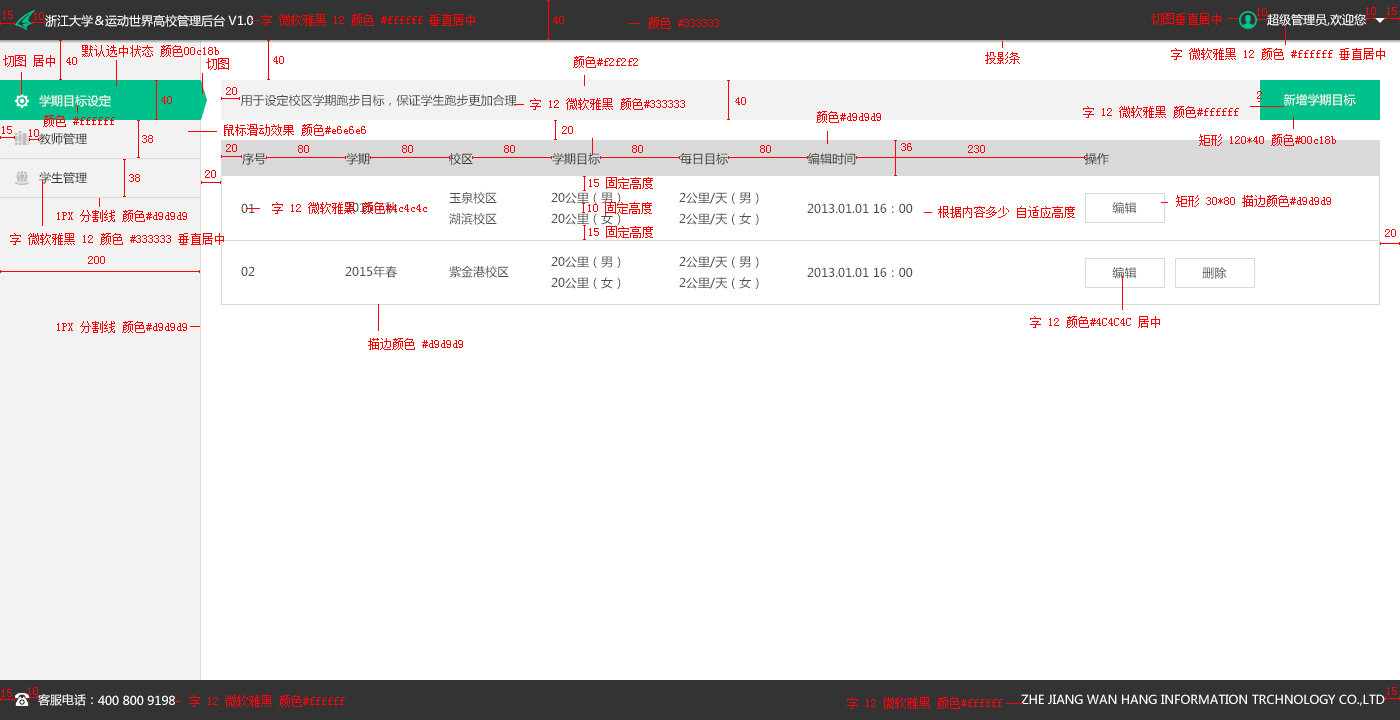 15 10 浙江大学＆运动世界高校管理后台 V1.0 字 微软雅黑 12 颜色 #ffffff 垂直居中 40 颜色 #333333 切图垂直居中 10 超级管理员,欢迎您 10 15
字 微软雅黑 12 颜色 #ffffff 垂直居中
默认选中状态 颜色00c18b
切图 居中 40 切图 40 颜色#f2f2f2 投影条
学期目标设定 40 20 用于设定校区学期跑步目标，保证学生跑步更加合理 字 微软雅黑 12 颜色#333333 40 2 新增学期目标
字 微软雅黑 12 颜色#ffffff
颜色 #ffffff 颜色#d9d9d9
15 10 教师管理 38 鼠标滑动效果 颜色#e6e6e6 20 矩形 120*40 颜色#00c18b
20 80 80 80 80 80 36 230
序号 学期 校区 学期目标 每日目标 编辑时间 操作
学生管理 38 20 15 固定高度
玉泉校区 20公里（男） 2公里/天（男）
01 字 微软雅黑 颜色#4c4c4c 10 固定高度 2013.01.01 16：00 根据内容多少 自适应高度 编辑 矩形 30*80 描边颜色#d9d9d9
湖滨校区 20公里（女） 2公里/天（女）
1PX 分割线 颜色#d9d9d9
15 固定高度
字 微软雅黑 12 颜色 #333333 垂直居中 20
200
20公里（男） 2公里/天（男）
02 2015年春 紫金港校区 2013.01.01 16：00 编辑 删除
20公里（女） 2公里/天（女）
字 12 颜色#4C4C4C 居中
1PX 分割线 颜色#d9d9d9
描边颜色 #d9d9d9
15 10 客服电话：400 800 9198 字 12 微软雅黑 颜色#ffffff 字 12 微软雅黑 颜色#ffffff ZHE JIANG WAN HANG INFORMATION TRCHNOLOGY CO.,LTD 15